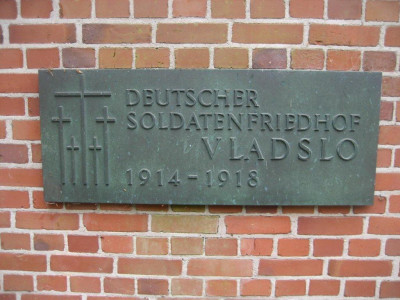 DEUTSCHER
SOLDATENFRIEDHOF
VLADSLO
1914-1918